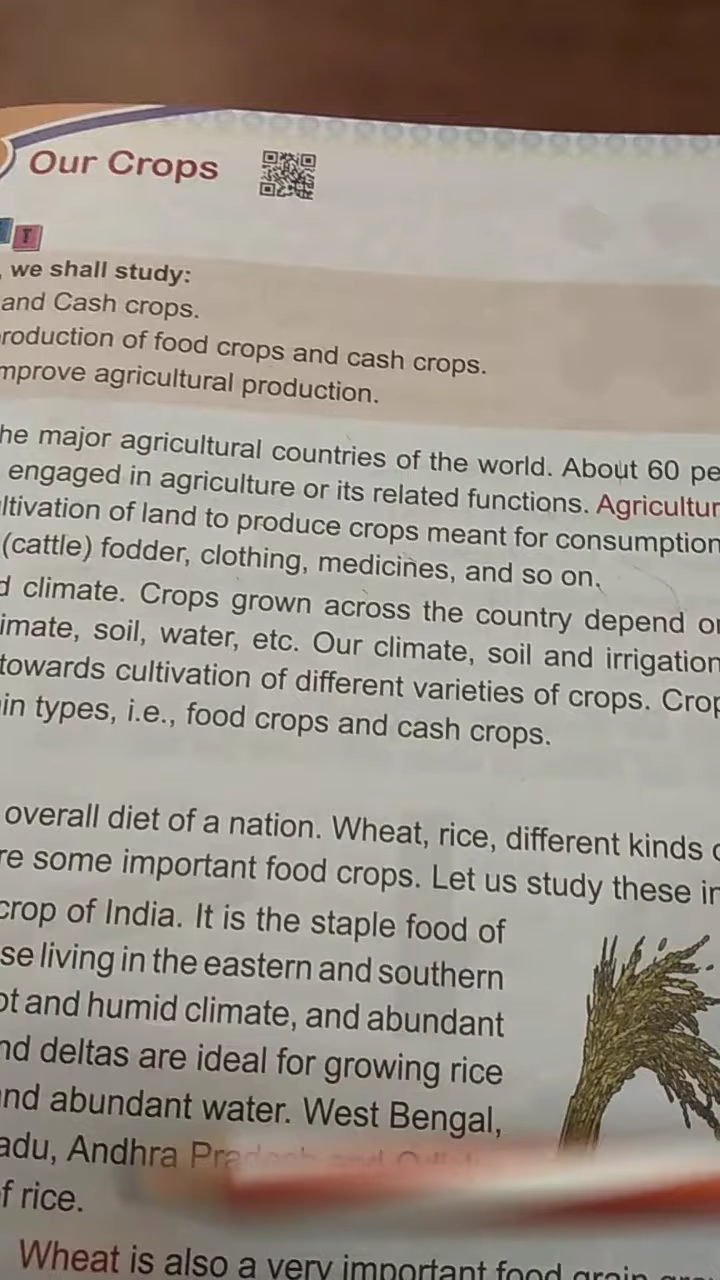 Our Crops
T
we shall study:
and Cash crops.
roduction of food crops and cash crops.
mprove agricultural production.
he major agricultural countries of the world. About 60 pe
engaged in agriculture or its related functions. Agricultur
ltivation of land to produce crops meant for consumption
(cattle) fodder, clothing, medicines, and so on.
d climate. Crops grown across the country depend o
imate, soil, water, etc. Our climate, soil and irrigation
towards cultivation of different varieties of crops. Crop
in types, i.e., food crops and cash crops.
overall diet of a nation. Wheat, rice, different kinds
re some important food crops. Let us study these in
crop of India. It is the staple food of
se living in the eastern and southern
ot and humid climate, and abundant
nd deltas are ideal for growing rice
and abundant water. West Bengal,
adu, Andhra
f rice.
Wheat is also a very important food grain